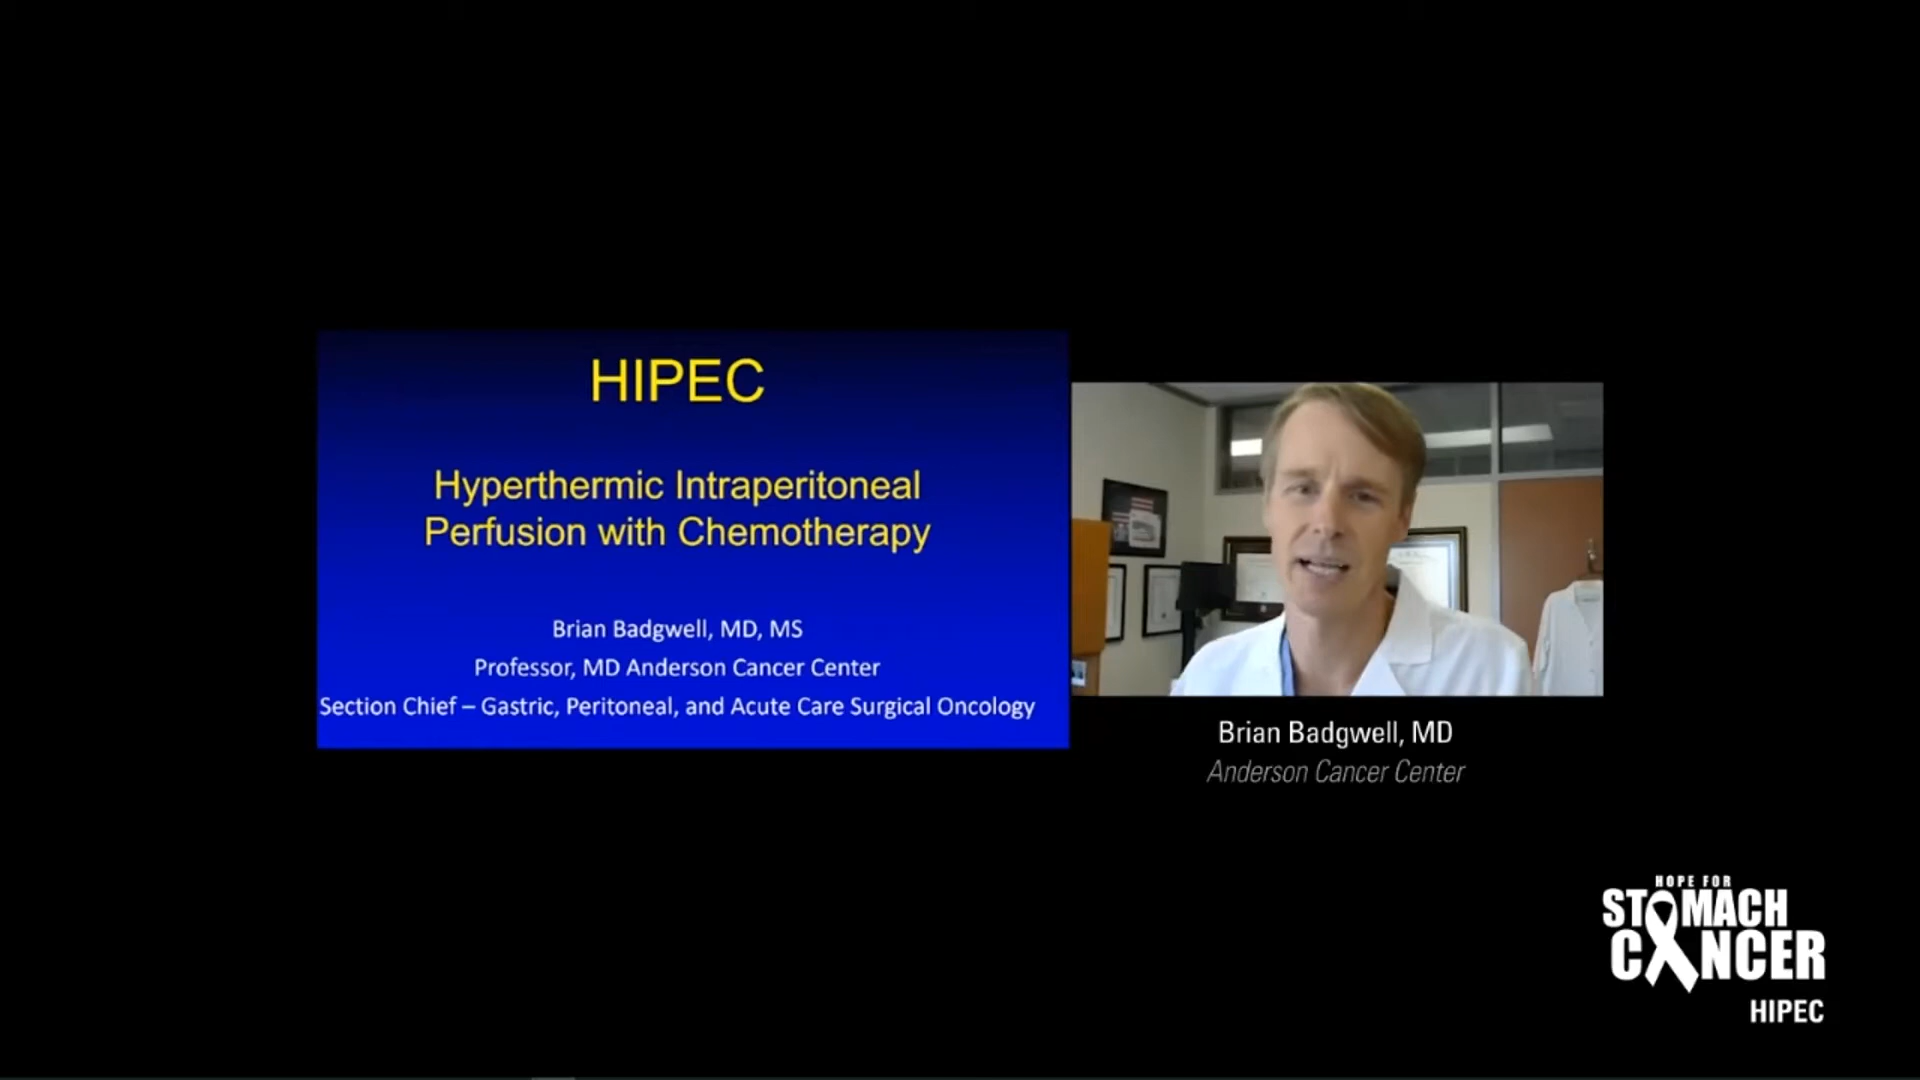 HIPEC
Hyperthermic Intraperitoneal
Perfusion with Chemotherapy
Brian Badgwell, MD, MS
Professor, MD Anderson Cancer Center
Section Chief – Gastric, Peritoneal, and Acute Care Surgical Oncology
Brian Badgwell, MD
Anderson Cancer Center
HOPE FOR
STOMACH
CANCER
HIPEC